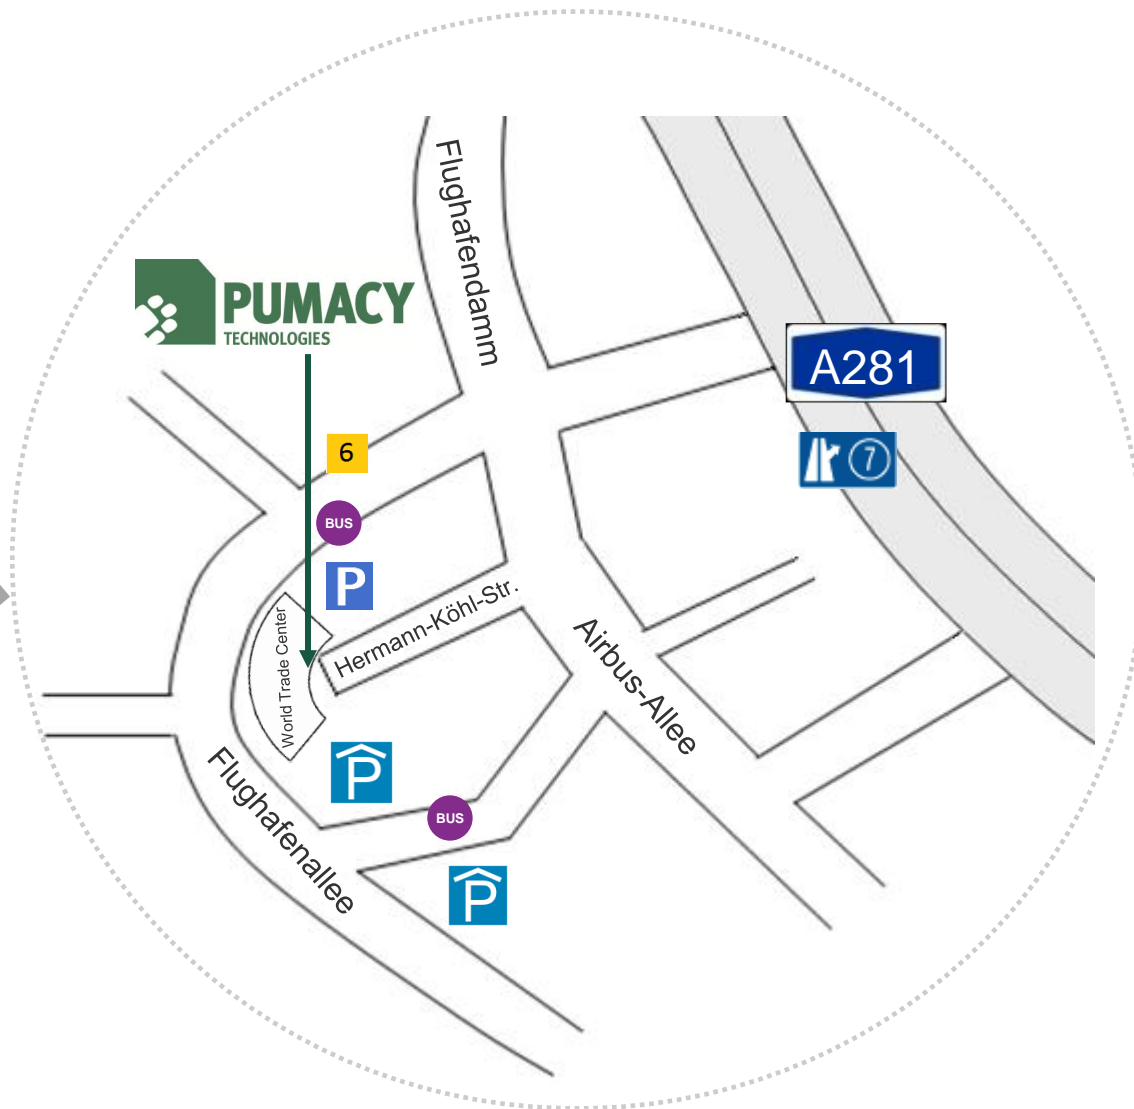 Flughafendamm
PUMACY
TECHNOLOGIES
A281
6
7
BUS
P
Hermann-Köhl-Str.
World Trade Center
Airbus-Allee
P
Flughafenallee
BUS
P